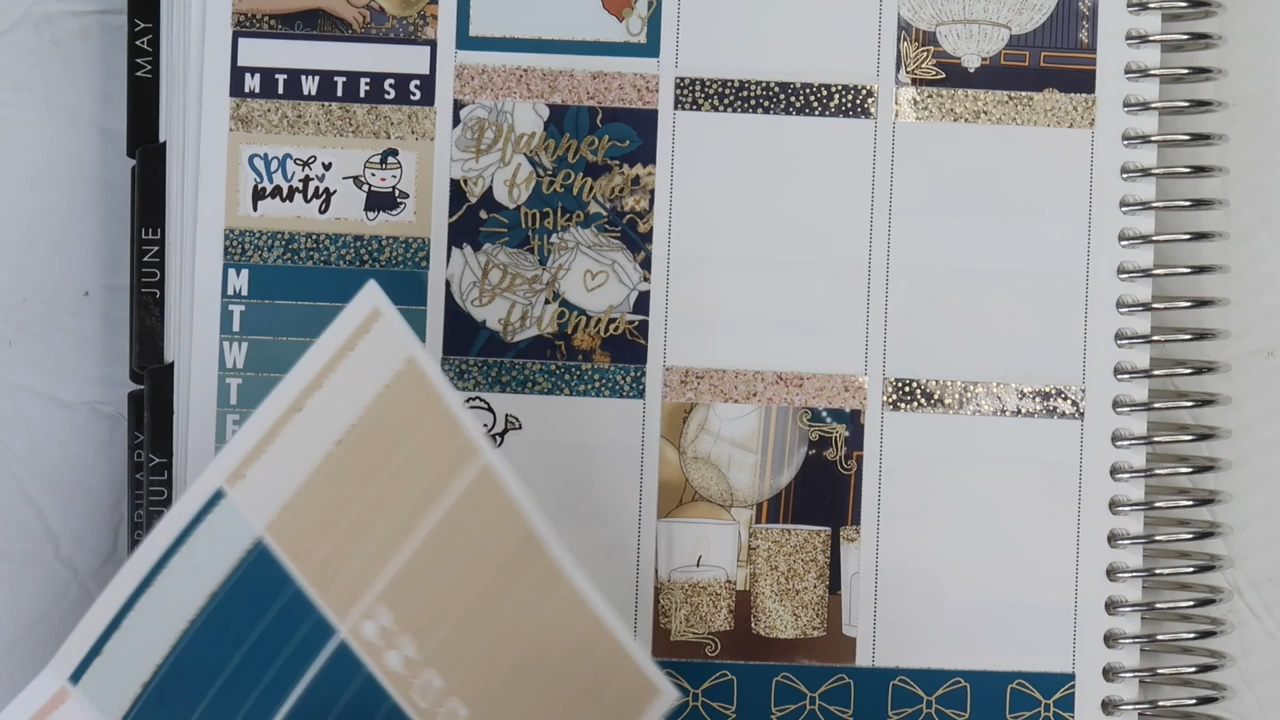 MAY
M T W T F S S
SPC
party
Planner
friends
make
the
Best
friends
JUNE
M
T
W
T
F
JULY